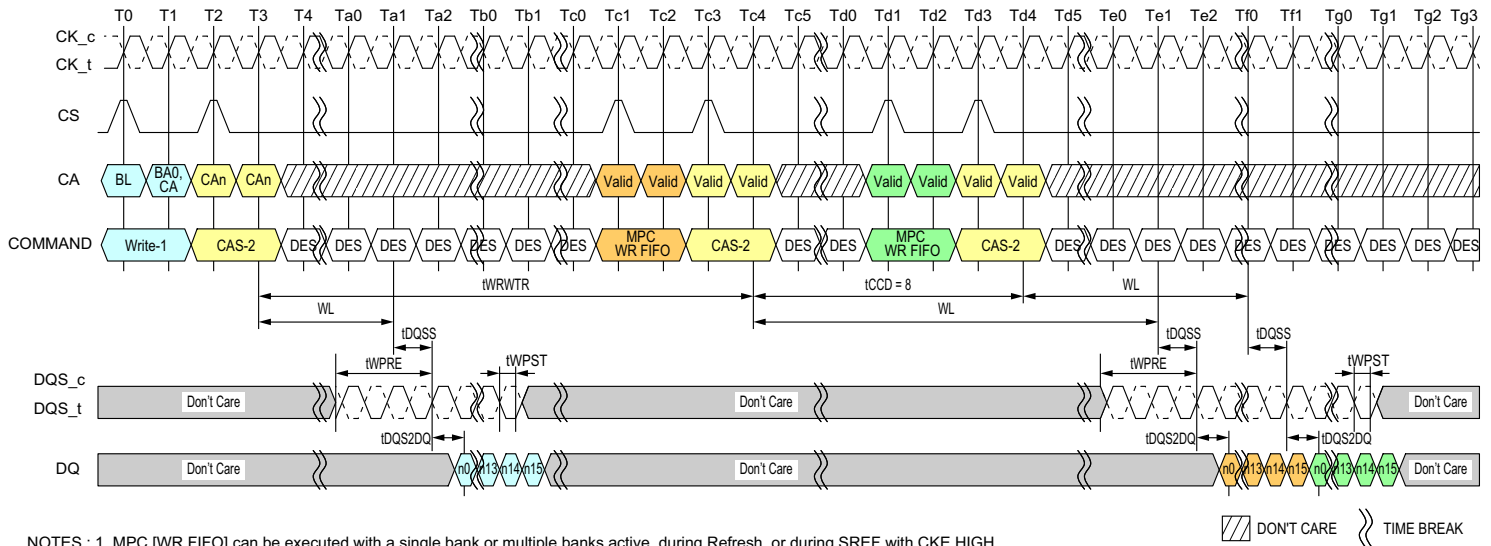 T0 T1 T2 T3 T4 Ta0 Ta1 Ta2 Tb0 Tb1 Tc0 Tc1 Tc2 Tc3 Tc4 Tc5 Td0 Td1 Td2 Td3 Td4 Td5 Te0 Te1 Te2 Tf0 Tf1 Tg0 Tg1 Tg2 Tg3
CK_c
CK_t
CS
CA BL BA0, CA CAn CAn Valid Valid Valid Valid Valid Valid Valid Valid
COMMAND Write-1 CAS-2 DES DES DES DES DES DES DES MPC WR FIFO CAS-2 DES DES MPC WR FIFO CAS-2 DES DES DES DES DES DES DES DES DES DES
tWRWTR tCCD = 8 WL
WL WL
tDQSS tDQSS tDQSS
tWPRE tWPST tWPRE tWPST
DQS_c
DQS_t
Don't Care Don't Care Don't Care
tDQS2DQ tDQS2DQ tDQS2DQ
DQ Don't Care n0 n13 n14 n15 Don't Care n0 n13 n14 n15 n0 n13 n14 n15 Don't Care
DON'T CARE TIME BREAK
NOTES : 1. MPC [WR FIFO] can be executed with a single bank or multiple banks active, during Refresh, or during SREF with CKE HIGH